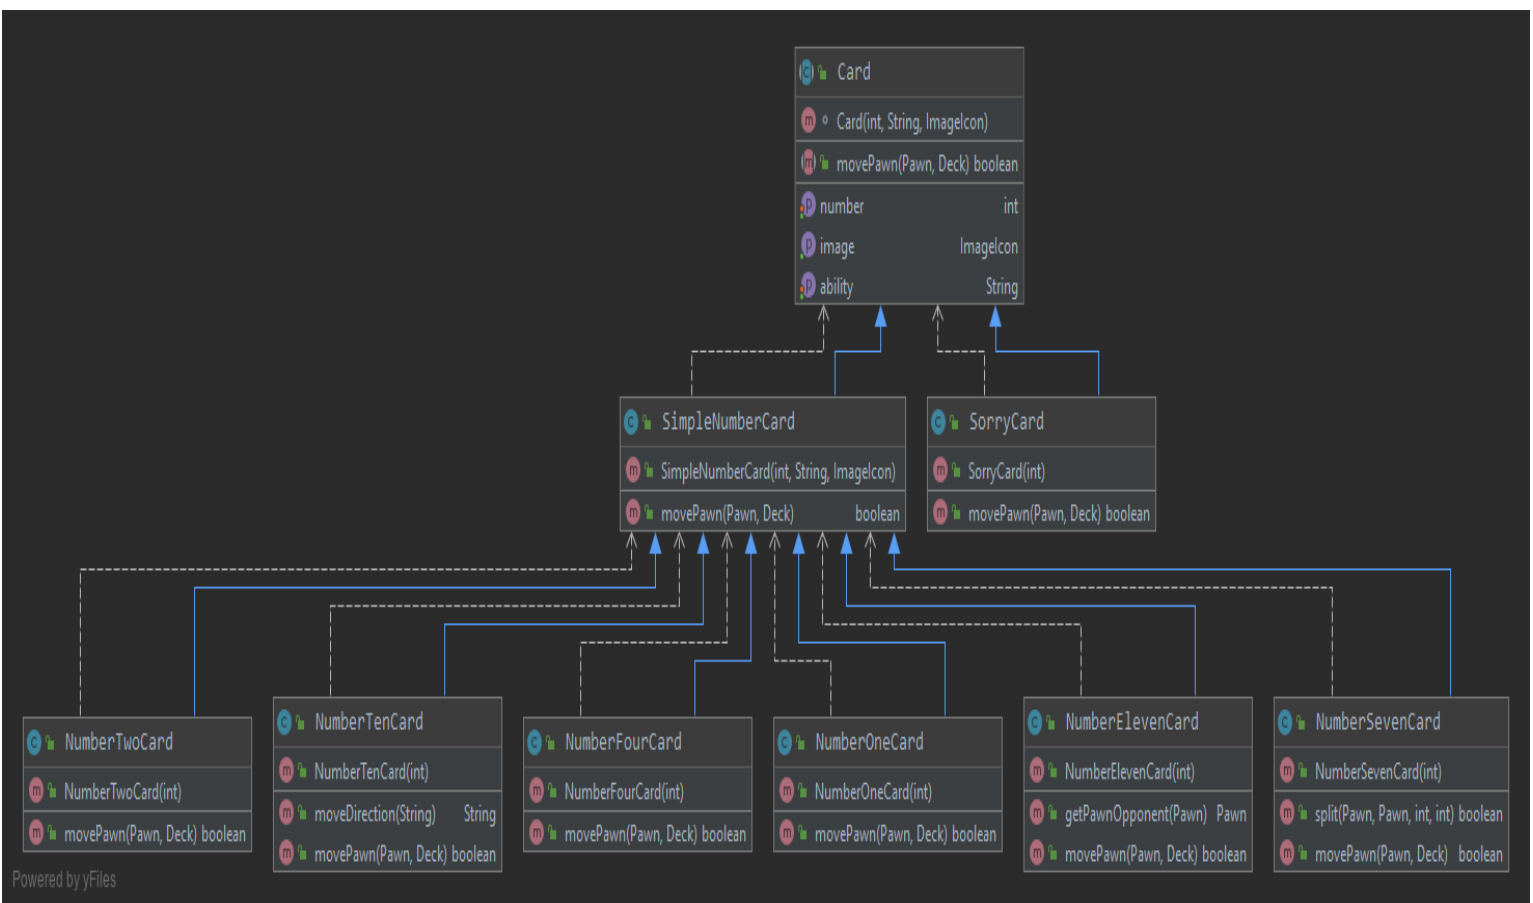 Card
Card(int, String, ImageIcon)
movePawn(Pawn, Deck) boolean
number int
image ImageIcon
ability String
SimpleNumberCard
SimpleNumberCard(int, String, ImageIcon)
movePawn(Pawn, Deck) boolean
SorryCard
SorryCard(int)
movePawn(Pawn, Deck) boolean
NumberTwoCard
NumberTwoCard(int)
movePawn(Pawn, Deck) boolean
NumberTenCard
NumberTenCard(int)
moveDirection(String) String
movePawn(Pawn, Deck) boolean
NumberFourCard
NumberFourCard(int)
movePawn(Pawn, Deck) boolean
NumberOneCard
NumberOneCard(int)
movePawn(Pawn, Deck) boolean
NumberElevenCard
NumberElevenCard(int)
getPawnOpponent(Pawn) Pawn
movePawn(Pawn, Deck) boolean
NumberSevenCard
NumberSevenCard(int)
split(Pawn, Pawn, int, int) boolean
movePawn(Pawn, Deck) boolean
Powered by yFiles